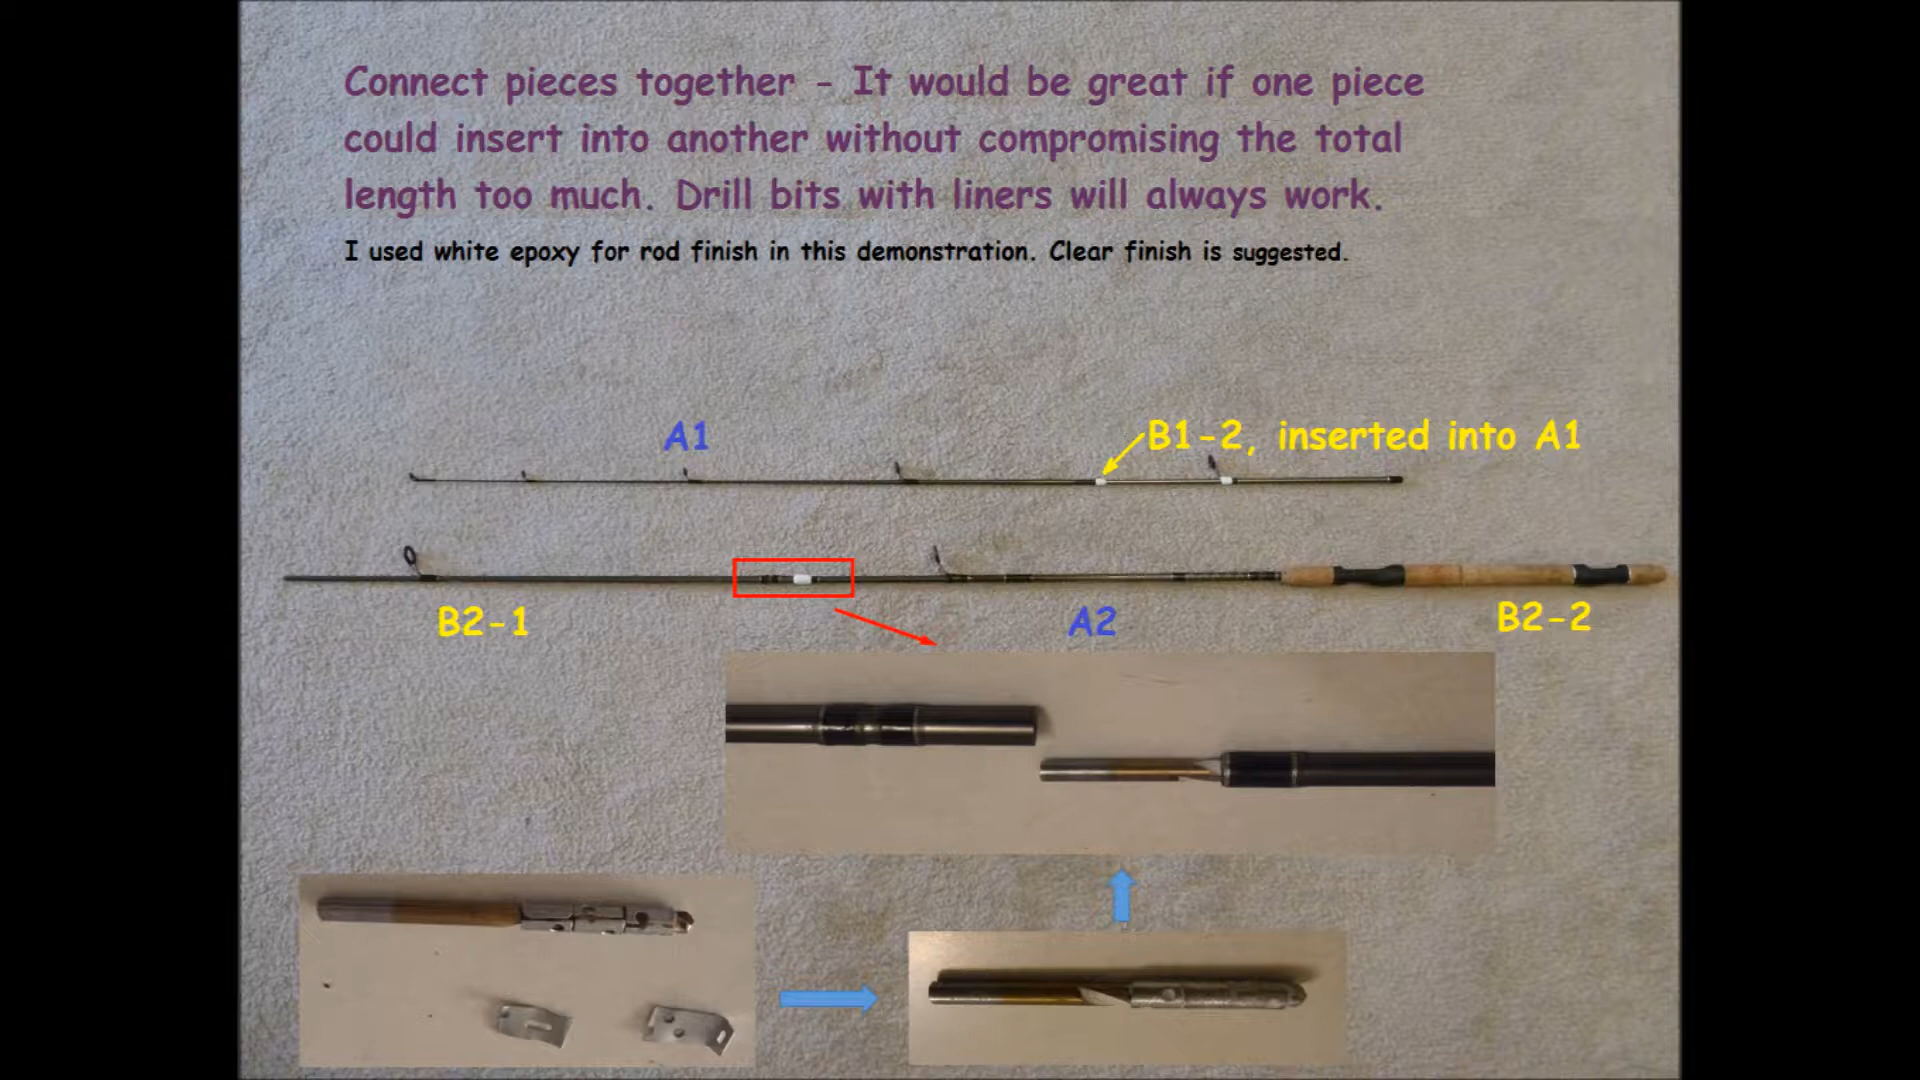 Connect pieces together - It would be great if one piece
could insert into another without compromising the total
length too much. Drill bits with liners will always work.
I used white epoxy for rod finish in this demonstration. Clear finish is suggested.
A1
B1-2, inserted into A1
B2-1
A2
B2-2